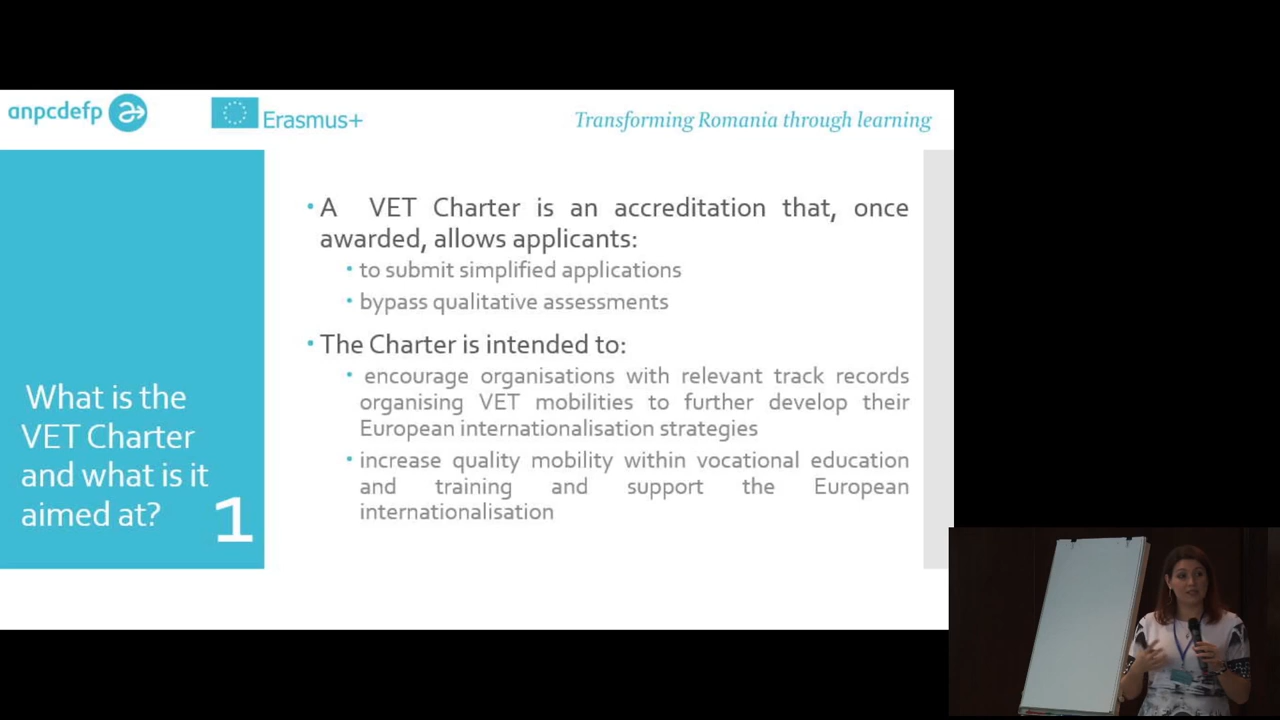 anpcdefp
Erasmus+
Transforming Romania through learning
What is the
VET Charter
and what is it
aimed at?
1
• A VET Charter is an accreditation that, once
awarded, allows applicants:
• to submit simplified applications
• bypass qualitative assessments
• The Charter is intended to:
• encourage organisations with relevant track records
organising VET mobilities to further develop their
European internationalisation strategies
• increase quality mobility within vocational education
and training and support the European
internationalisation